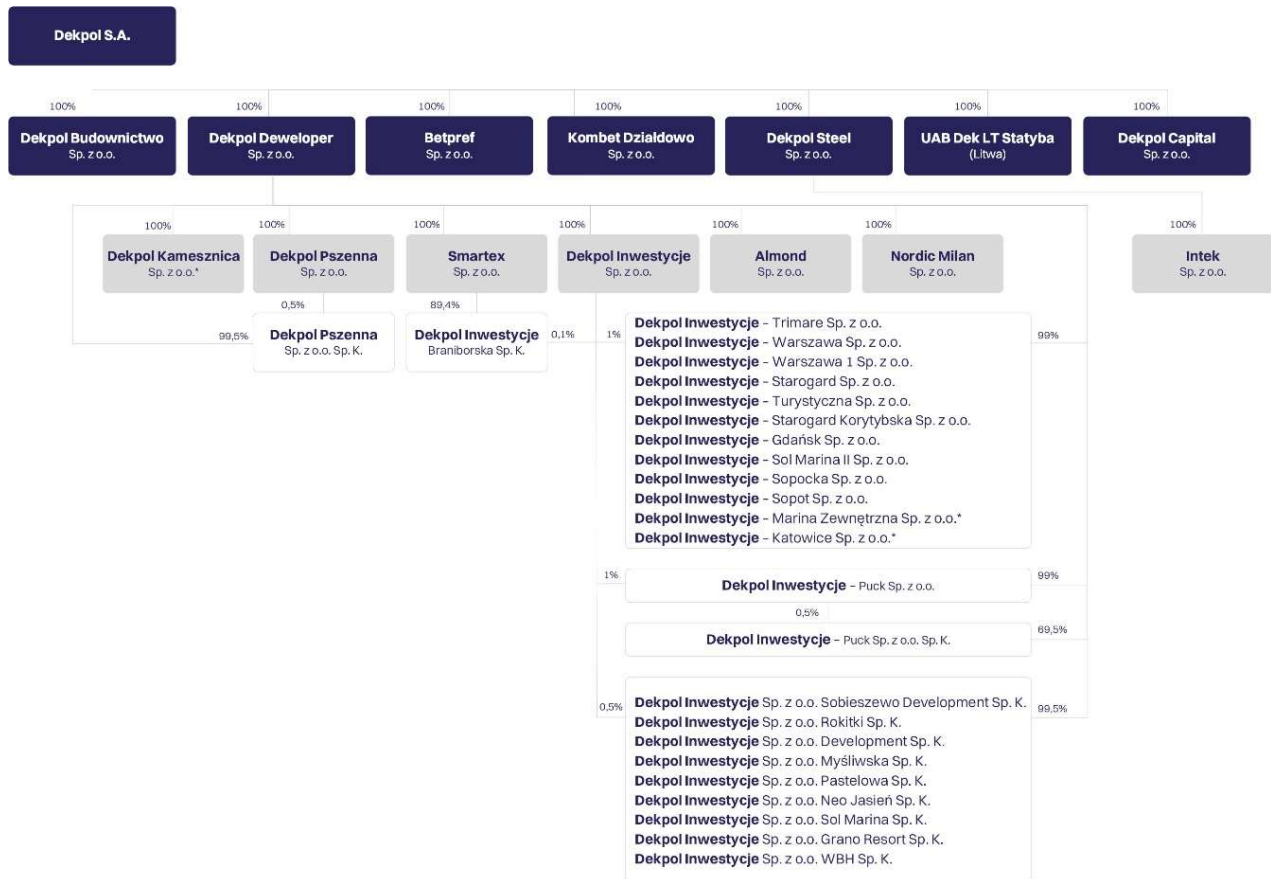 Dekpol S.A.
100%
100%
100%
100%
100%
100%
100%
Dekpol Budownictwo
Sp. z o.o.
Dekpol Deweloper
Sp. z o.o.
Betpref
Sp. z o.o.
Kombet Działdowo
Sp. z o.o.
Dekpol Steel
Sp. z o.o.
UAB Dek LT Statyba
(Litwa)
Dekpol Capital
Sp. z o.o.
100%
100%
100%
100%
100%
100%
100%
Dekpol Kamesznica
Sp. z o.o.*
Dekpol Pszenna
Sp. z o.o.
Smartex
Sp. z o.o.
Dekpol Inwestycje
Sp. z o.o.
Almond
Sp. z o.o.
Nordic Milan
Sp. z o.o.
Intek
Sp. z o.o.
0,5%
89,4%
99,5%
Dekpol Pszenna
Sp. z o.o. Sp. K.
Dekpol Inwestycje
Braniborska Sp. K.
0,1%
1%
Dekpol Inwestycje – Trimare Sp. z o.o.
Dekpol Inwestycje – Warszawa Sp. z o.o.
Dekpol Inwestycje – Warszawa 1 Sp. z o.o.
Dekpol Inwestycje – Starogard Sp. z o.o.
Dekpol Inwestycje – Turystyczna Sp. z o.o.
Dekpol Inwestycje – Starogard Korytybska Sp. z o.o.
Dekpol Inwestycje – Gdańsk Sp. z o.o.
Dekpol Inwestycje – Sol Marina II Sp. z o.o.
Dekpol Inwestycje – Sopocka Sp. z o.o.
Dekpol Inwestycje – Sopot Sp. z o.o.
Dekpol Inwestycje – Marina Zewnętrzna Sp. z o.o.*
Dekpol Inwestycje – Katowice Sp. z o.o.*
99%
1%
Dekpol Inwestycje – Puck Sp. z o.o.
99%
0,5%
Dekpol Inwestycje – Puck Sp. z o.o. Sp. K.
69,5%
0,5%
Dekpol Inwestycje Sp. z o.o. Sobieszewo Development Sp. K.
Dekpol Inwestycje Sp. z o.o. Rokitki Sp. K.
Dekpol Inwestycje Sp. z o.o. Development Sp. K.
Dekpol Inwestycje Sp. z o.o. Myśliwska Sp. K.
Dekpol Inwestycje Sp. z o.o. Pastelowa Sp. K.
Dekpol Inwestycje Sp. z o.o. Neo Jasień Sp. K.
Dekpol Inwestycje Sp. z o.o. Sol Marina Sp. K.
Dekpol Inwestycje Sp. z o.o. Grano Resort Sp. K.
Dekpol Inwestycje Sp. z o.o. WBH Sp. K.
99,5%